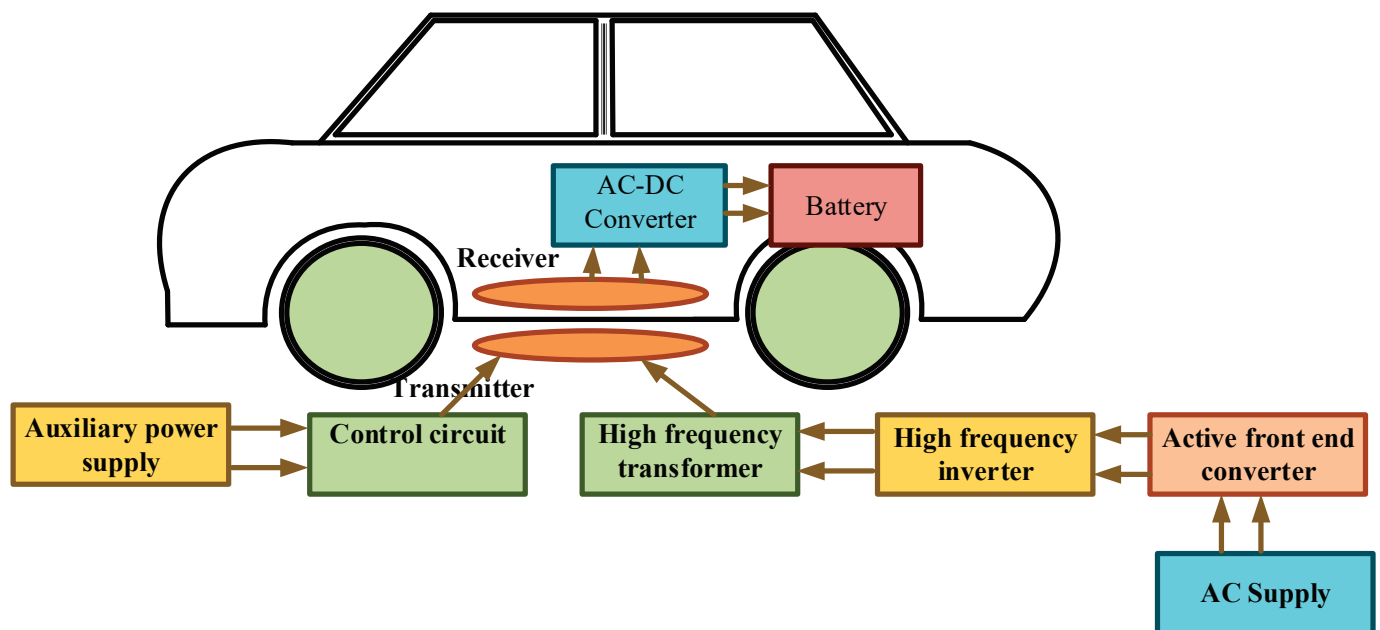 AC-DC
Converter
Battery
Receiver
Transmitter
Auxiliary power
supply
Control circuit
High frequency
transformer
High frequency
inverter
Active front end
converter
AC Supply